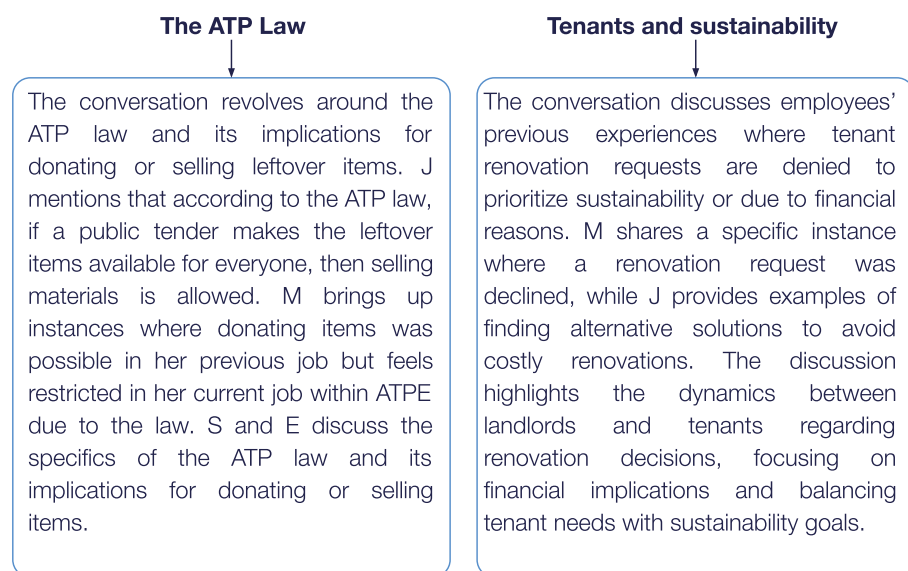 The ATP Law
The conversation revolves around the
ATP law and its implications for
donating or selling leftover items. J
mentions that according to the ATP law,
if a public tender makes the leftover
items available for everyone, then selling
materials is allowed. M brings up
instances where donating items was
possible in her previous job but feels
restricted in her current job within ATPE
due to the law. S and E discuss the
specifics of the ATP law and its
implications for donating or selling
items.
Tenants and sustainability
The conversation discusses employees’
previous experiences where tenant
renovation requests are denied to
prioritize sustainability or due to financial
reasons. M shares a specific instance
where a renovation request was
declined, while J provides examples of
finding alternative solutions to avoid
costly renovations. The discussion
highlights the dynamics between
landlords and tenants regarding
renovation decisions, focusing on
financial implications and balancing
tenant needs with sustainability goals.